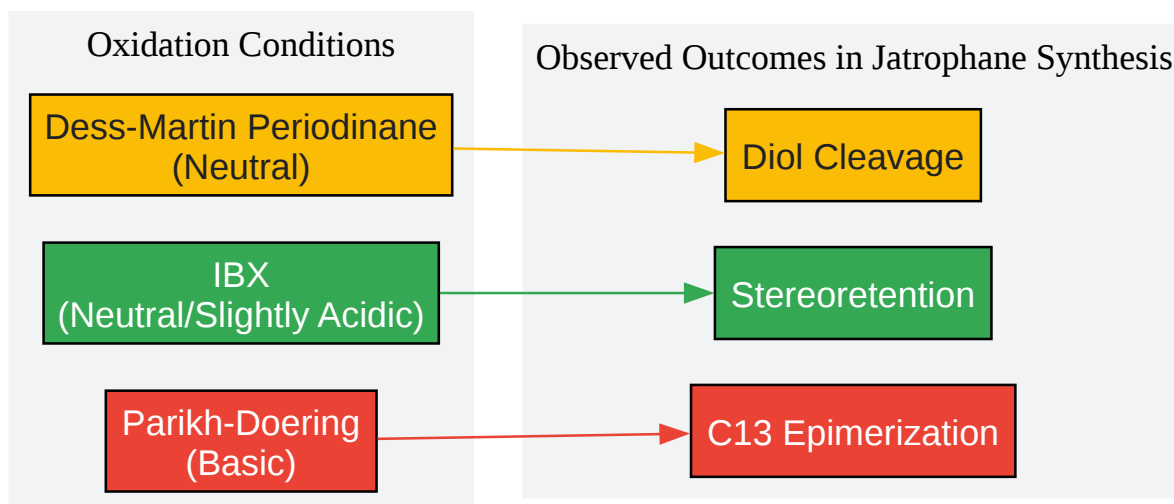 Oxidation Conditions
Dess-Martin Periodinane
(Neutral)
IBX
(Neutral/Slightly Acidic)
Parikh-Doering
(Basic)
Observed Outcomes in Jatrophane Synthesis
Diol Cleavage
Stereoretention
C13 Epimerization